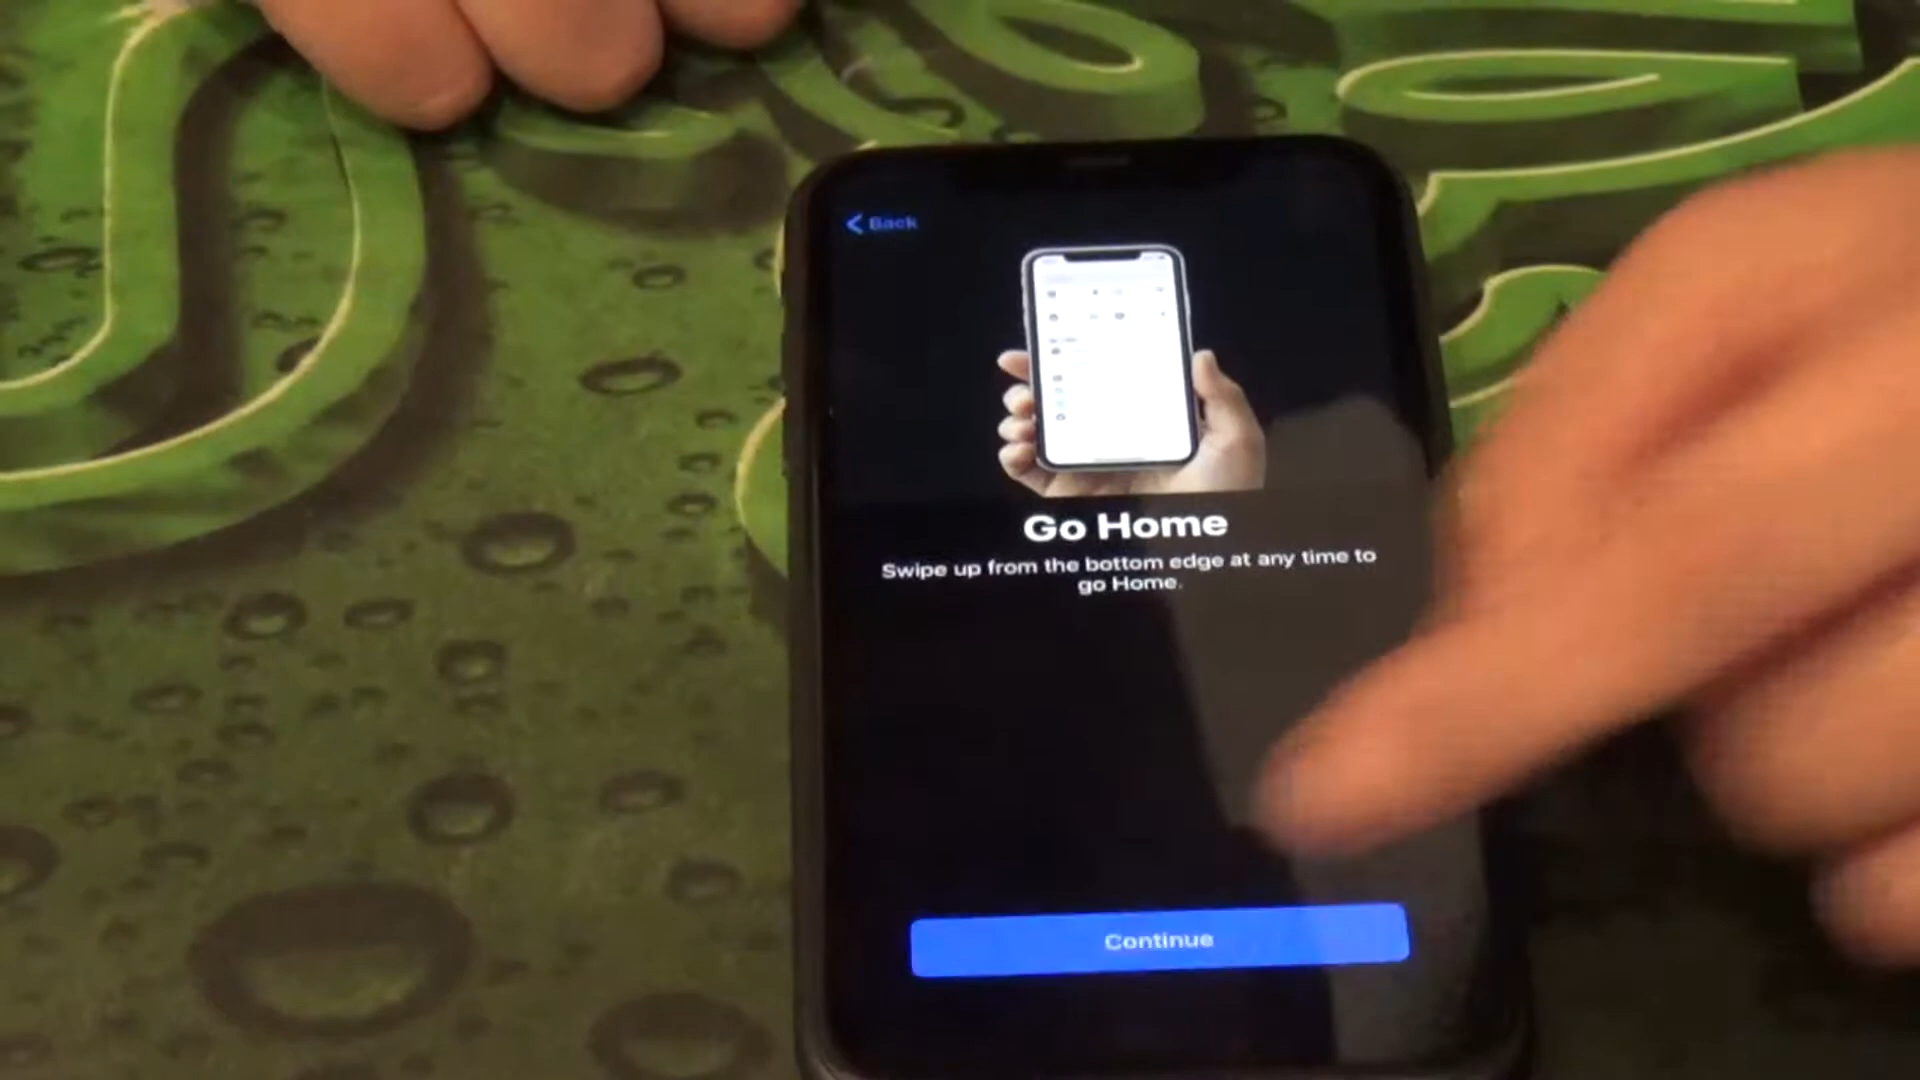 Back
Go Home
Swipe up from the bottom edge at any time to
go Home.
Continue